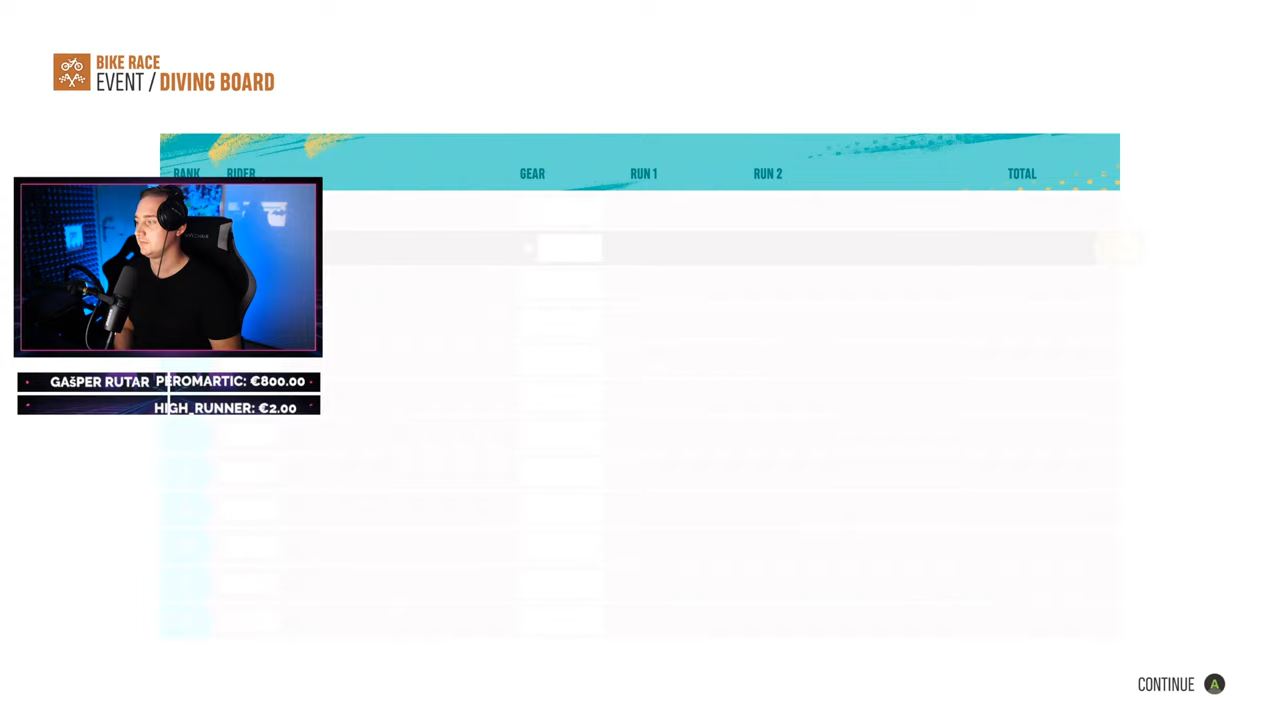 BIKE RACE
EVENT / DIVING BOARD
RANK RIDER GEAR RUN 1 RUN 2 TOTAL
GAšPER RUTAR PEROMARTIC: €800.00
HIGH_RUNNER: €2.00
CONTINUE A